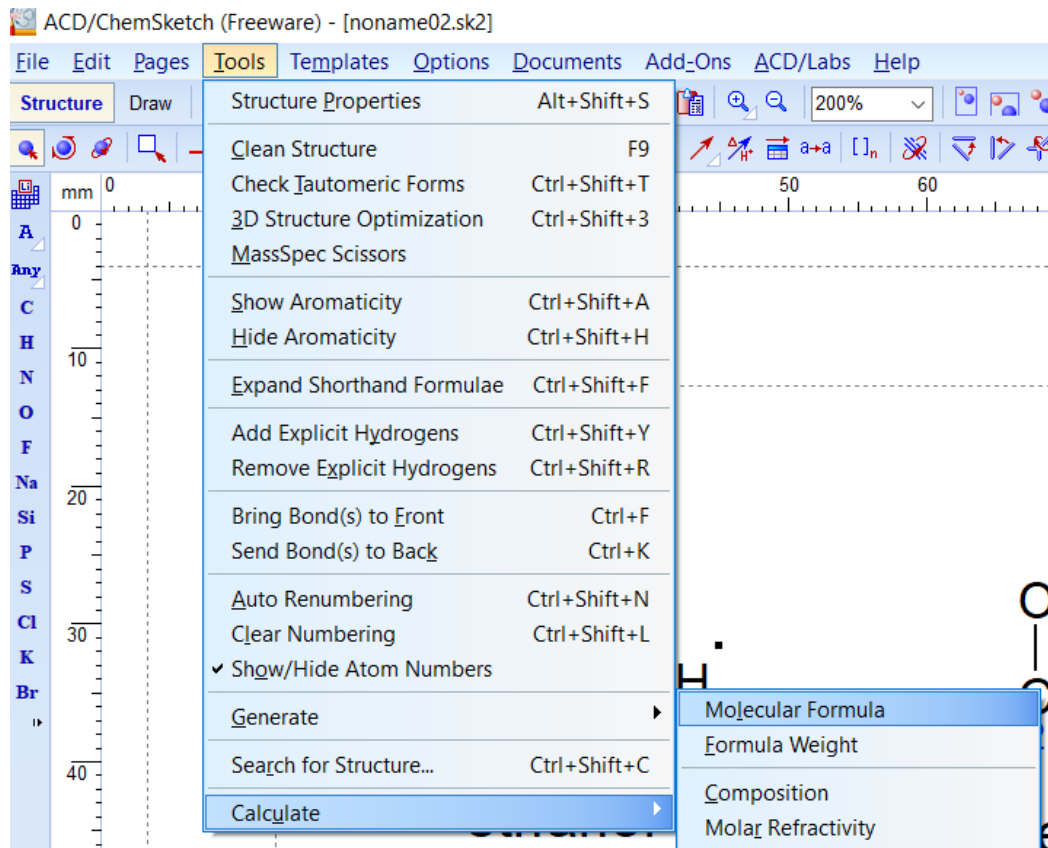 ACD/ChemSketch (Freeware) - [noname02.sk2]
File Edit Pages Tools Templates Options Documents Add-Ons ACD/Labs Help
Structure Draw 200%
Structure Properties Alt+Shift+S
Clean Structure F9
Check Tautomeric Forms Ctrl+Shift+T
3D Structure Optimization Ctrl+Shift+3
MassSpec Scissors
Show Aromaticity Ctrl+Shift+A
Hide Aromaticity Ctrl+Shift+H
Expand Shorthand Formulae Ctrl+Shift+F
Add Explicit Hydrogens Ctrl+Shift+Y
Remove Explicit Hydrogens Ctrl+Shift+R
Bring Bond(s) to Front Ctrl+F
Send Bond(s) to Back Ctrl+K
Auto Renumbering Ctrl+Shift+N
Clear Numbering Ctrl+Shift+L
Show/Hide Atom Numbers
Generate
Search for Structure... Ctrl+Shift+C
Calculate
Molecular Formula
Formula Weight
Composition
Molar Refractivity
a→a []n
mm 0 50 60
0
10
20
30
40
Li
A
Any
C
H
N
O
F
Na
Si
P
S
Cl
K
Br
H
O